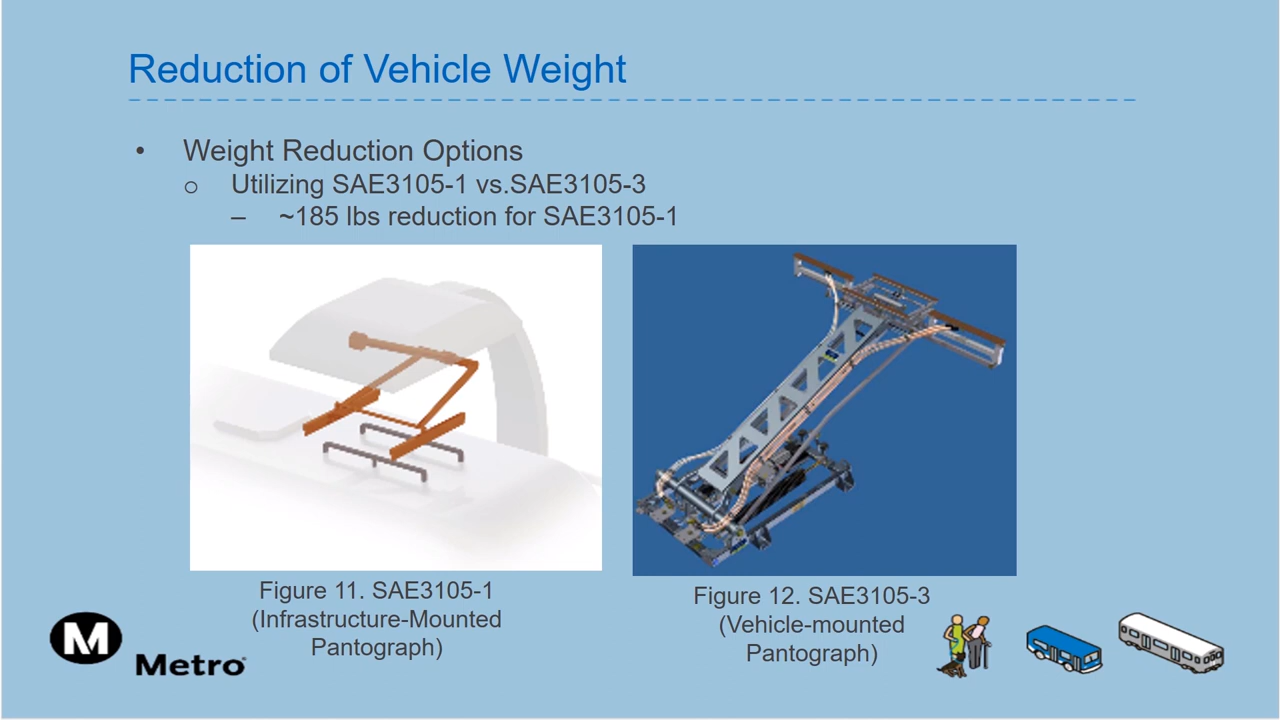 Reduction of Vehicle Weight
• Weight Reduction Options
o Utilizing SAE3105-1 vs.SAE3105-3
– ~185 lbs reduction for SAE3105-1
Figure 11. SAE3105-1
(Infrastructure-Mounted
Pantograph)
Figure 12. SAE3105-3
(Vehicle-mounted
Pantograph)
M
Metro